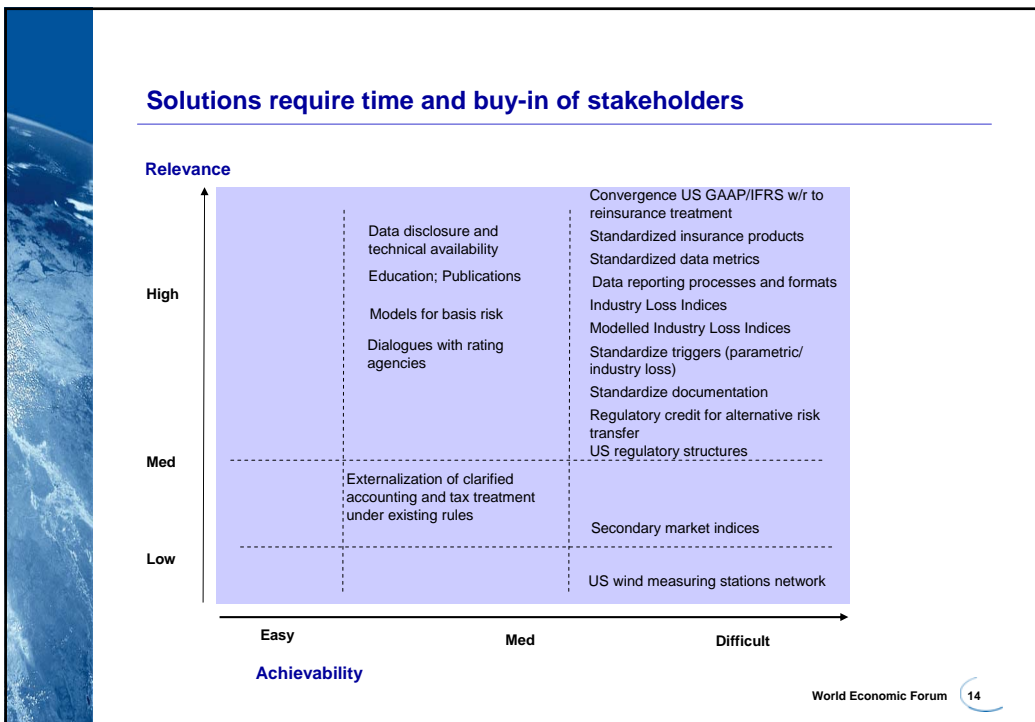 Solutions require time and buy-in of stakeholders
Relevance
High
Med
Low
Data disclosure and
technical availability
Education; Publications
Models for basis risk
Dialogues with rating
agencies
Convergence US GAAP/IFRS w/r to
reinsurance treatment
Standardized insurance products
Standardized data metrics
Data reporting processes and formats
Industry Loss Indices
Modelled Industry Loss Indices
Standardize triggers (parametric/
industry loss)
Standardize documentation
Regulatory credit for alternative risk
transfer
US regulatory structures
Externalization of clarified
accounting and tax treatment
under existing rules
Secondary market indices
US wind measuring stations network
Easy
Med
Difficult
Achievability
World Economic Forum
14